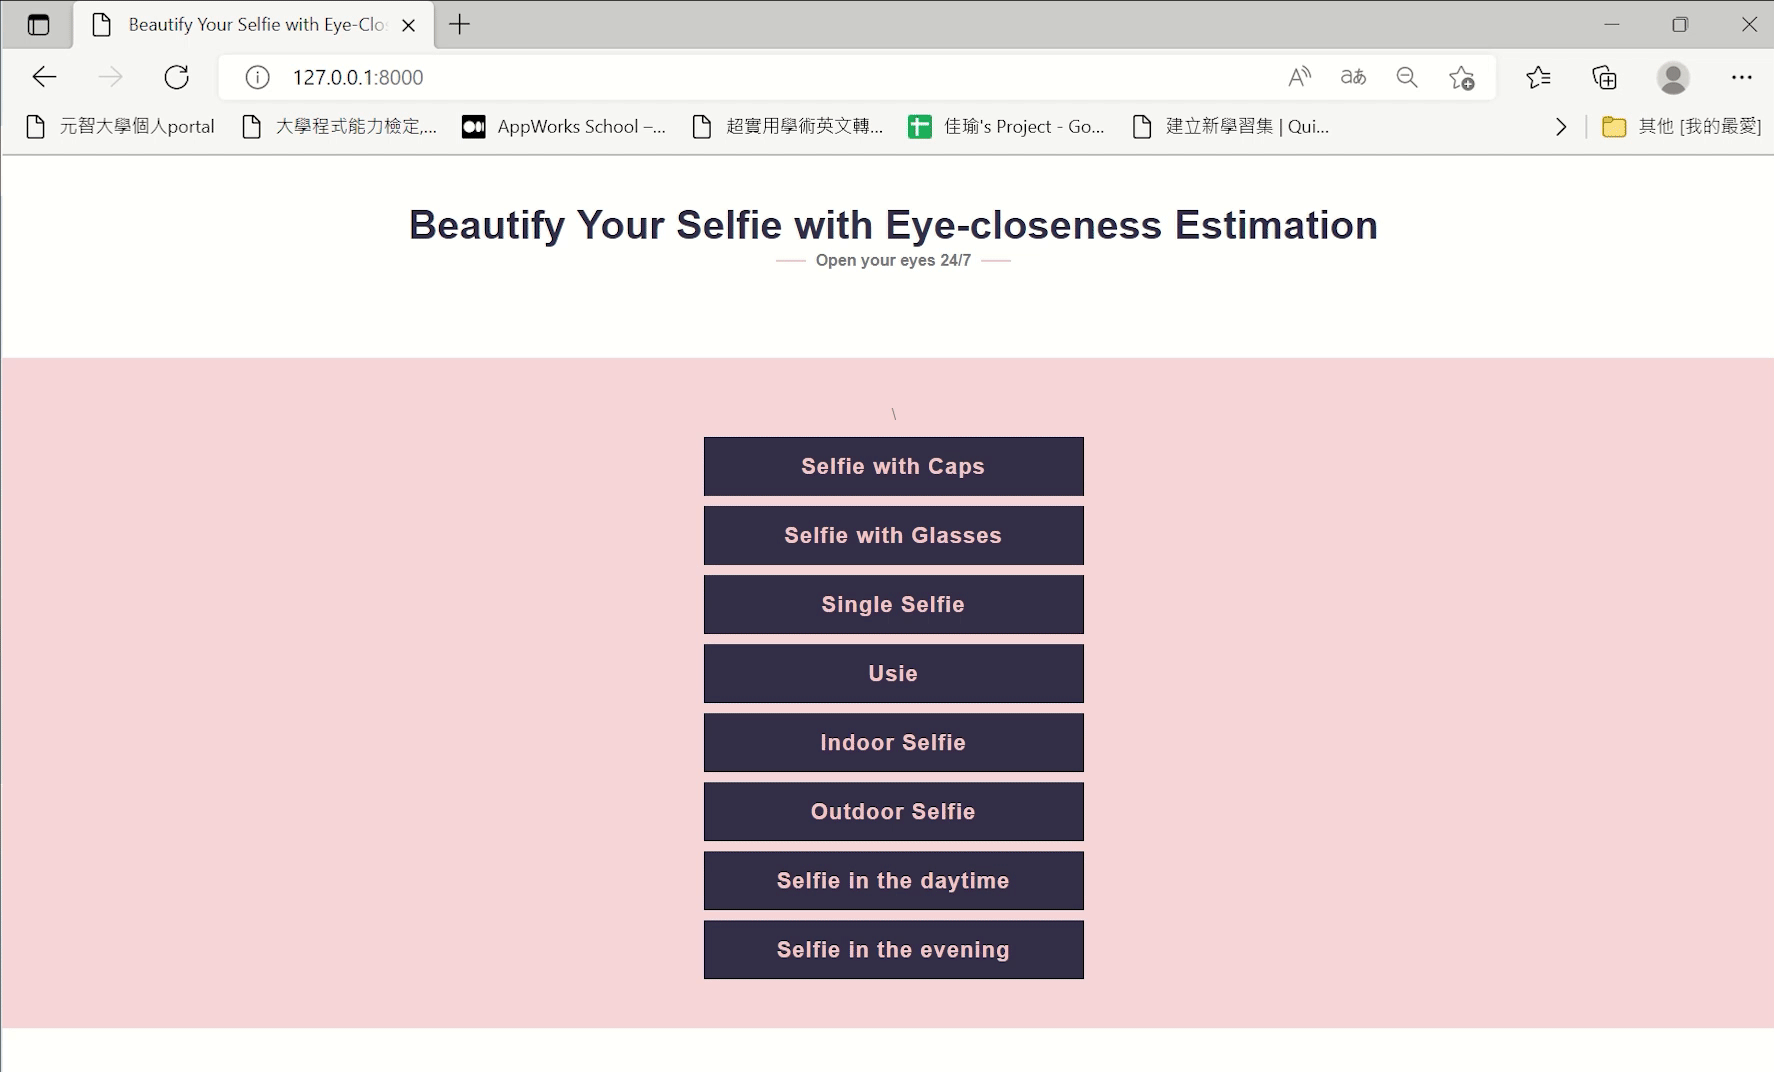 Beautify Your Selfie with Eye-Clo
127.0.0.1:8000
元智大學個人portal
大學程式能力檢定,...
AppWorks School –...
超實用學術英文轉...
佳瑜's Project - Go...
建立新學習集 | Qui...
其他 [我的最愛]
Beautify Your Selfie with Eye-closeness Estimation
Open your eyes 24/7
\
Selfie with Caps
Selfie with Glasses
Single Selfie
Usie
Indoor Selfie
Outdoor Selfie
Selfie in the daytime
Selfie in the evening